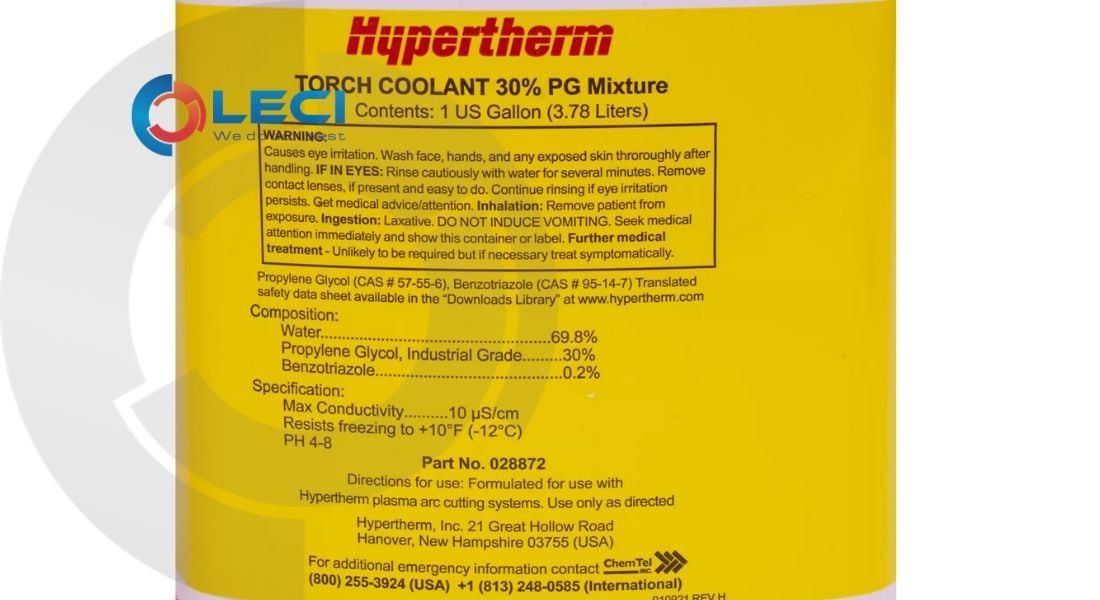 Hypertherm
TORCH COOLANT 30% PG Mixture
LECI
Contents: 1 US Gallon (3.78 Liters)
WARNING:
Causes eye irritation. Wash face, hands, and any exposed skin throroughly after
handling. IF IN EYES: Rinse cautiously with water for several minutes. Remove
contact lenses, if present and easy to do. Continue rinsing if eye irritation
persists. Get medical advice/attention. Inhalation: Remove patient from
exposure. Ingestion: Laxative. DO NOT INDUCE VOMITING. Seek medical
attention immediately and show this container or label. Further medical
treatment - Unlikely to be required but if necessary treat symptomatically.
Propylene Glycol (CAS # 57-55-6), Benzotriazole (CAS # 95-14-7) Translated
safety data sheet available in the “Downloads Library” at www.hypertherm.com
Composition:
Water..................................................69.8%
Propylene Glycol, Industrial Grade.........30%
Benzotriazole.........................................0.2%
Specification:
Max Conductivity..........10 µS/cm
Resists freezing to +10°F (-12°C)
PH 4-8
Part No. 028872
Directions for use: Formulated for use with
Hypertherm plasma arc cutting systems. Use only as directed
Hypertherm, Inc. 21 Great Hollow Road
Hanover, New Hampshire 03755 (USA)
For additional emergency information contact ChemTel INC.
(800) 255-3924 (USA) +1 (813) 248-0585 (International)
010921 REV H